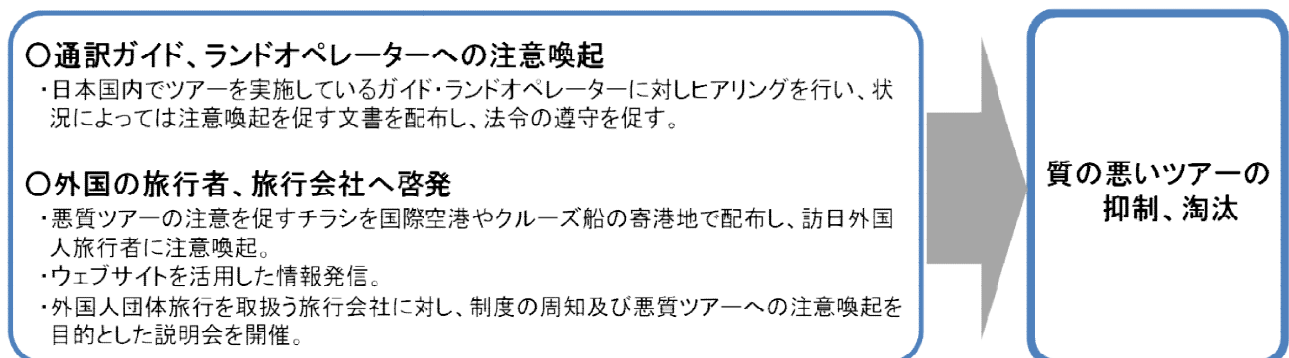 〇通訳ガイド、ランドオペレーターへの注意喚起
・日本国内でツアーを実施しているガイド・ランドオペレーターに対しヒアリングを行い、状
況によっては注意喚起を促す文書を配布し、法令の遵守を促す。
〇外国の旅行者、旅行会社へ啓発
・悪質ツアーの注意を促すチラシを国際空港やクルーズ船の寄港地で配布し、訪日外国
人旅行者に注意喚起。
・ウェブサイトを活用した情報発信。
・外国人団体旅行を取扱う旅行会社に対し、制度の周知及び悪質ツアーへの注意喚起を
目的とした説明会を開催。
質の悪いツアーの
抑制、淘汰